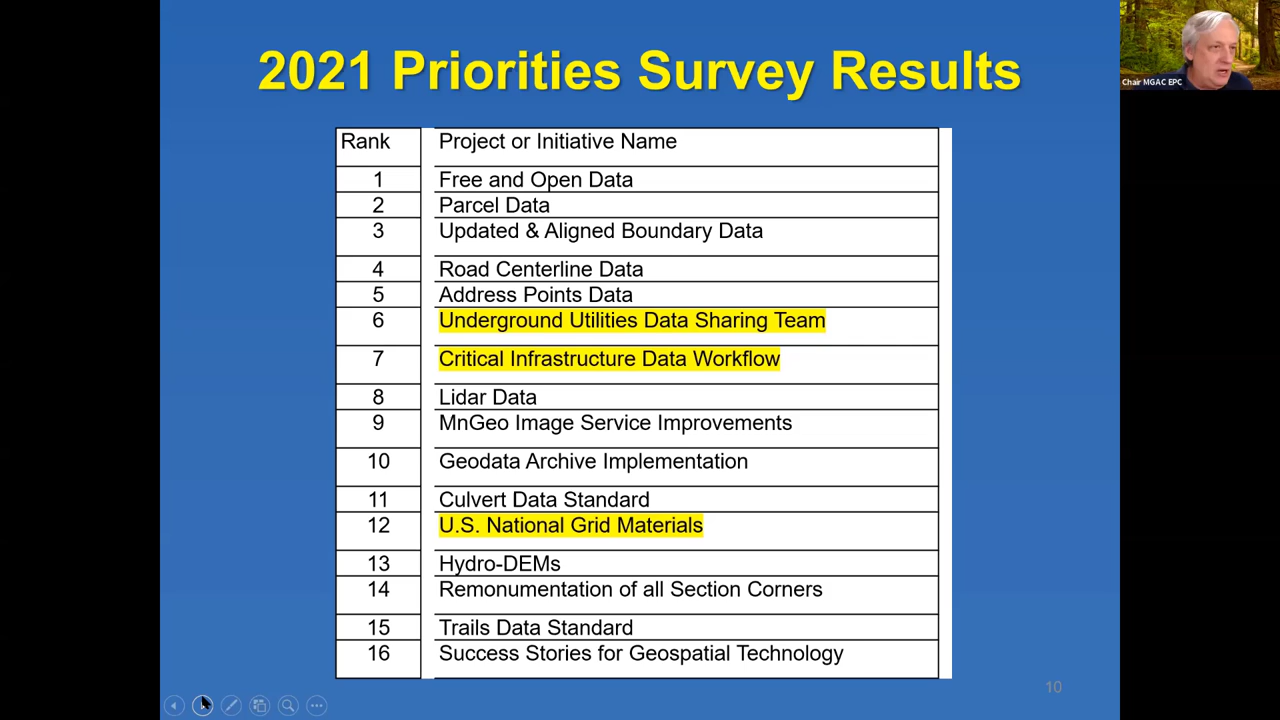 2021 Priorities Survey Results
Chair MGAC EPC
Rank Project or Initiative Name
1 Free and Open Data
2 Parcel Data
3 Updated & Aligned Boundary Data
4 Road Centerline Data
5 Address Points Data
6 Underground Utilities Data Sharing Team
7 Critical Infrastructure Data Workflow
8 Lidar Data
9 MnGeo Image Service Improvements
10 Geodata Archive Implementation
11 Culvert Data Standard
12 U.S. National Grid Materials
13 Hydro-DEMs
14 Remonumentation of all Section Corners
15 Trails Data Standard
16 Success Stories for Geospatial Technology
10